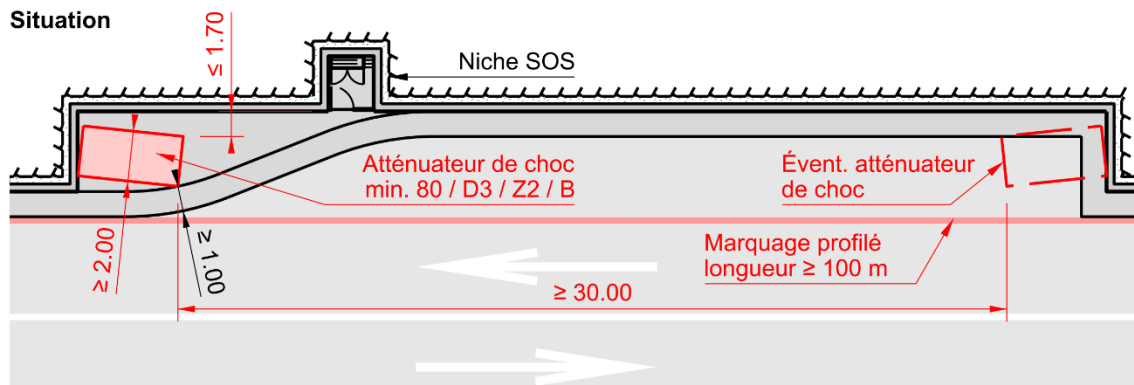 Situation
≤ 1.70
Niche SOS
Atténuateur de choc
min. 80 / D3 / Z2 / B
Évent. atténuateur
de choc
≥ 2.00
≥ 1.00
Marquage profilé
longueur ≥ 100 m
≥ 30.00